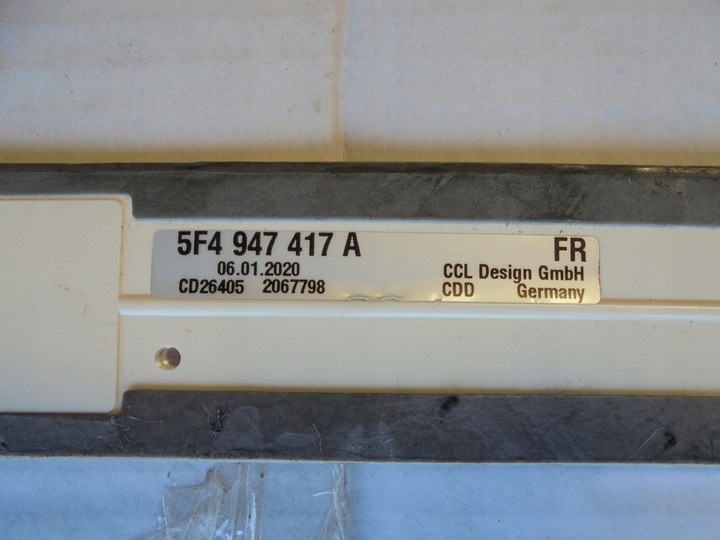 5F4 947 417 A FR
06.01.2020 CCL Design GmbH
CD26405 2067798 CDD Germany